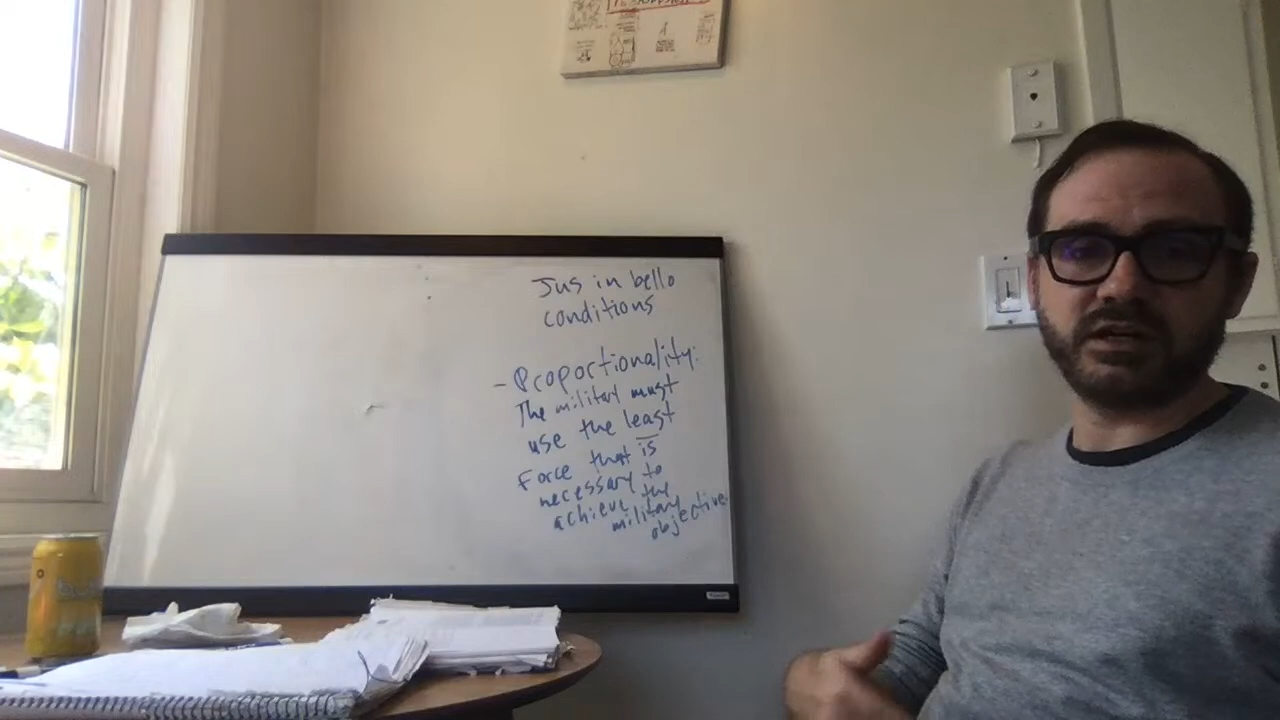 Jus in bello
conditions
- Proportionality:
The military must
use the least
force that is
necessary to
achieve the
military
objective